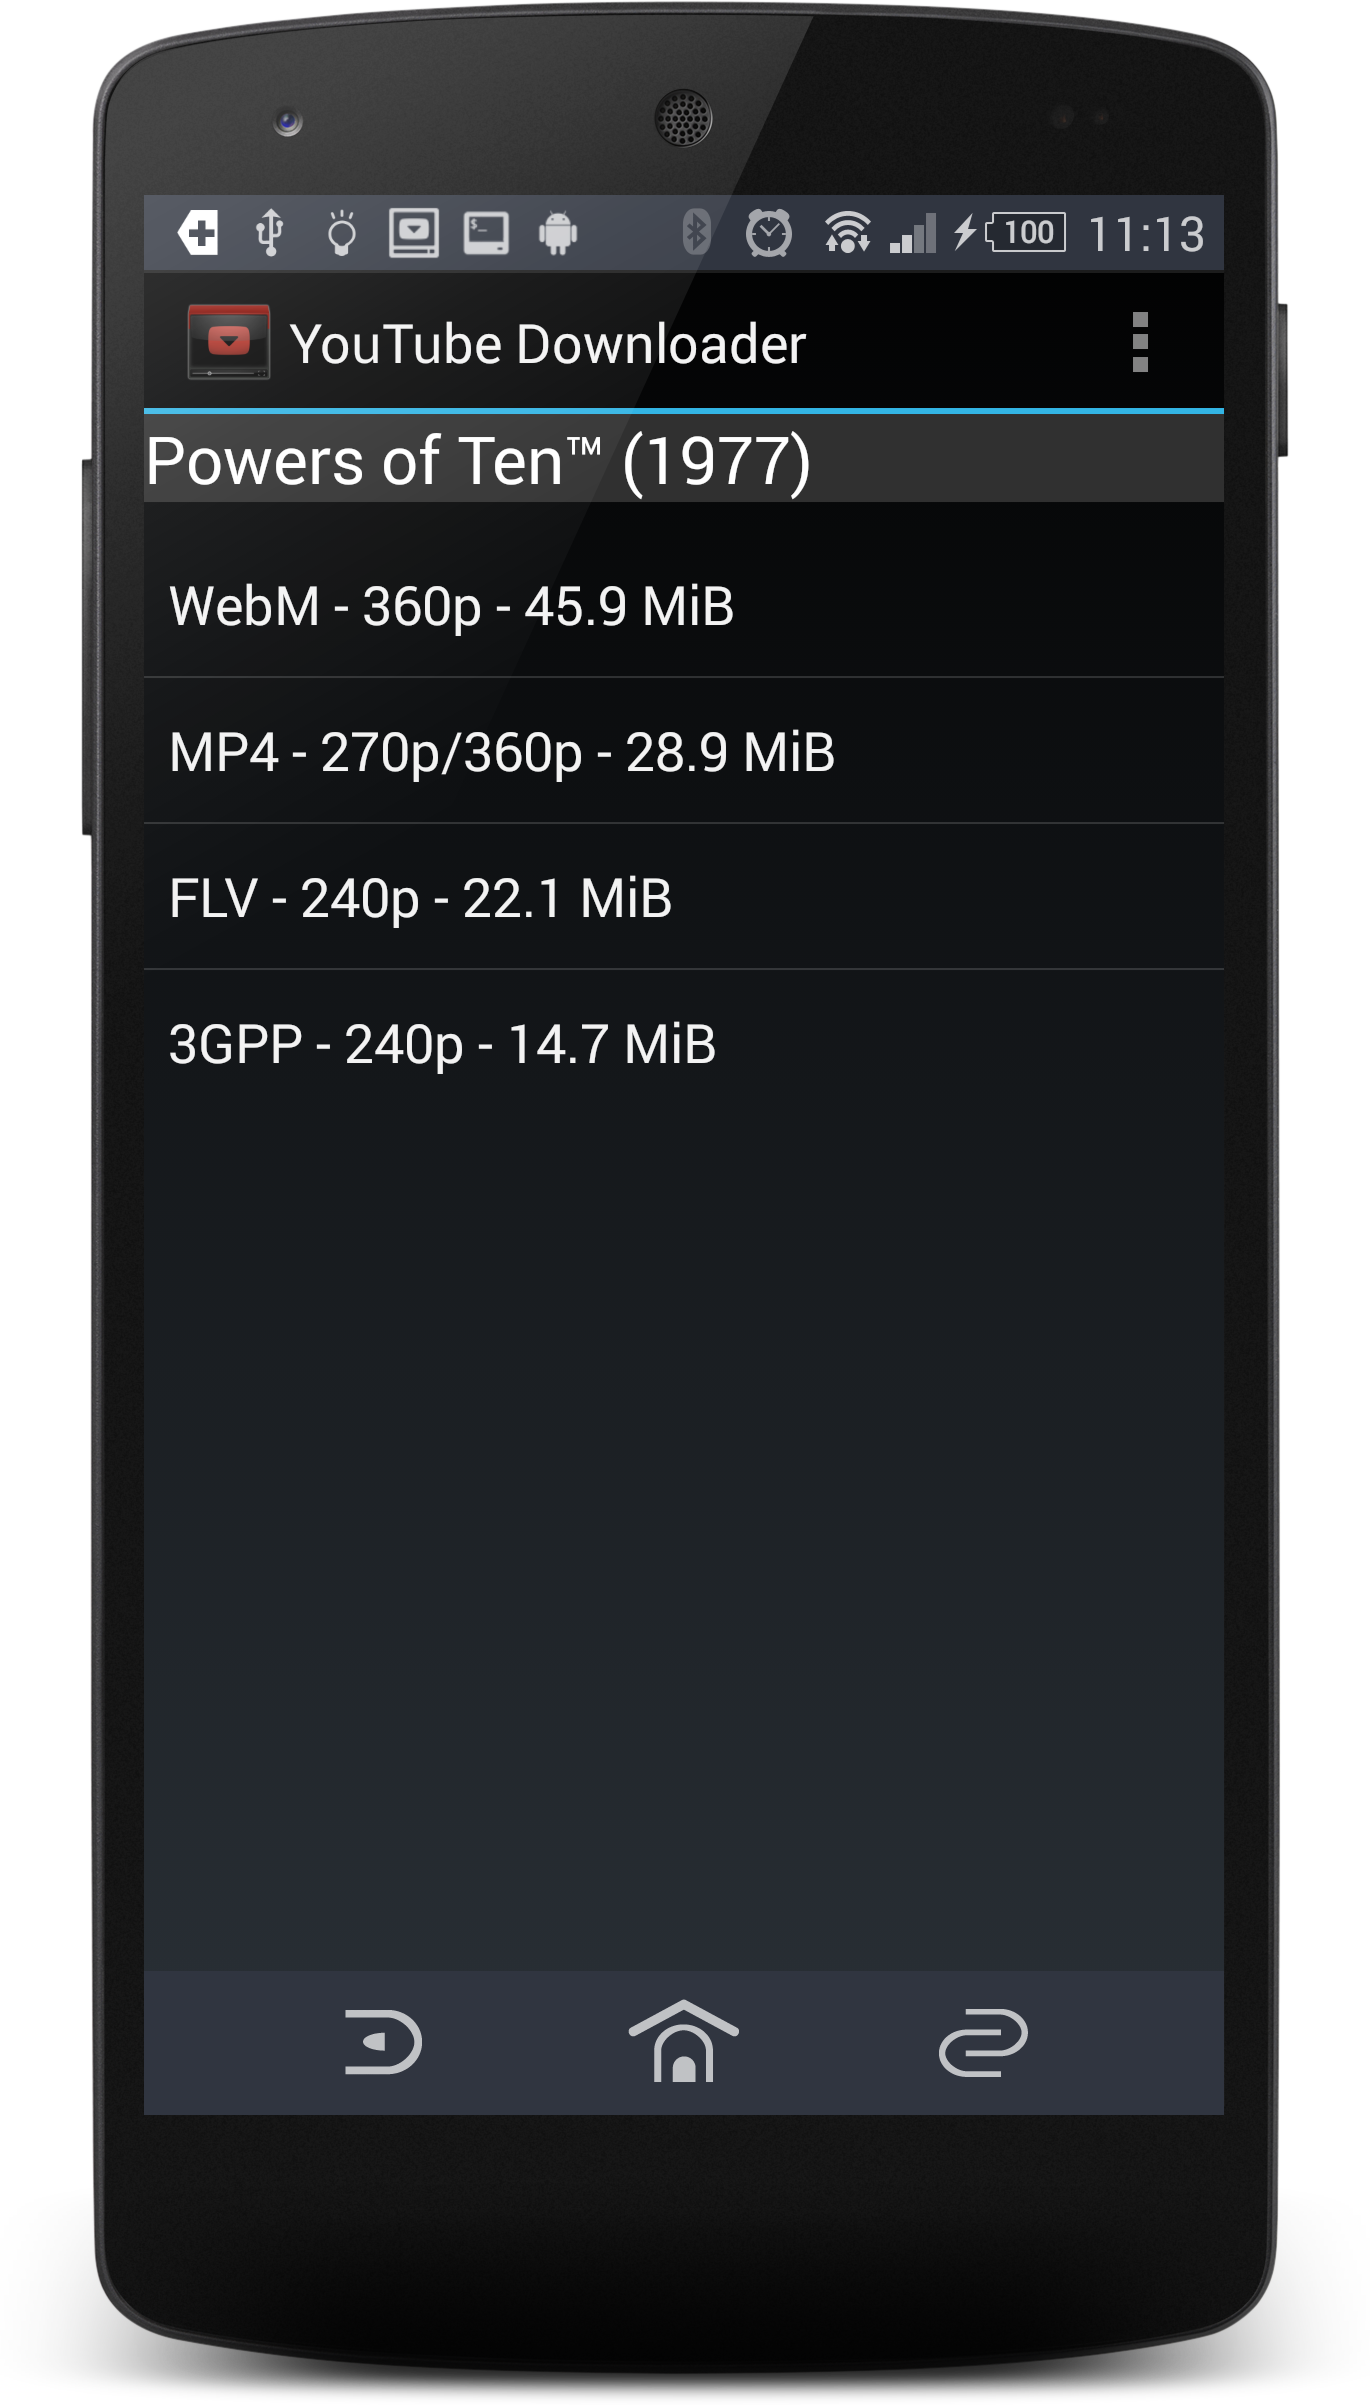 100 11:13
YouTube Downloader
Powers of Ten™ (1977)
WebM - 360p - 45.9 MiB
MP4 - 270p/360p - 28.9 MiB
FLV - 240p - 22.1 MiB
3GPP - 240p - 14.7 MiB